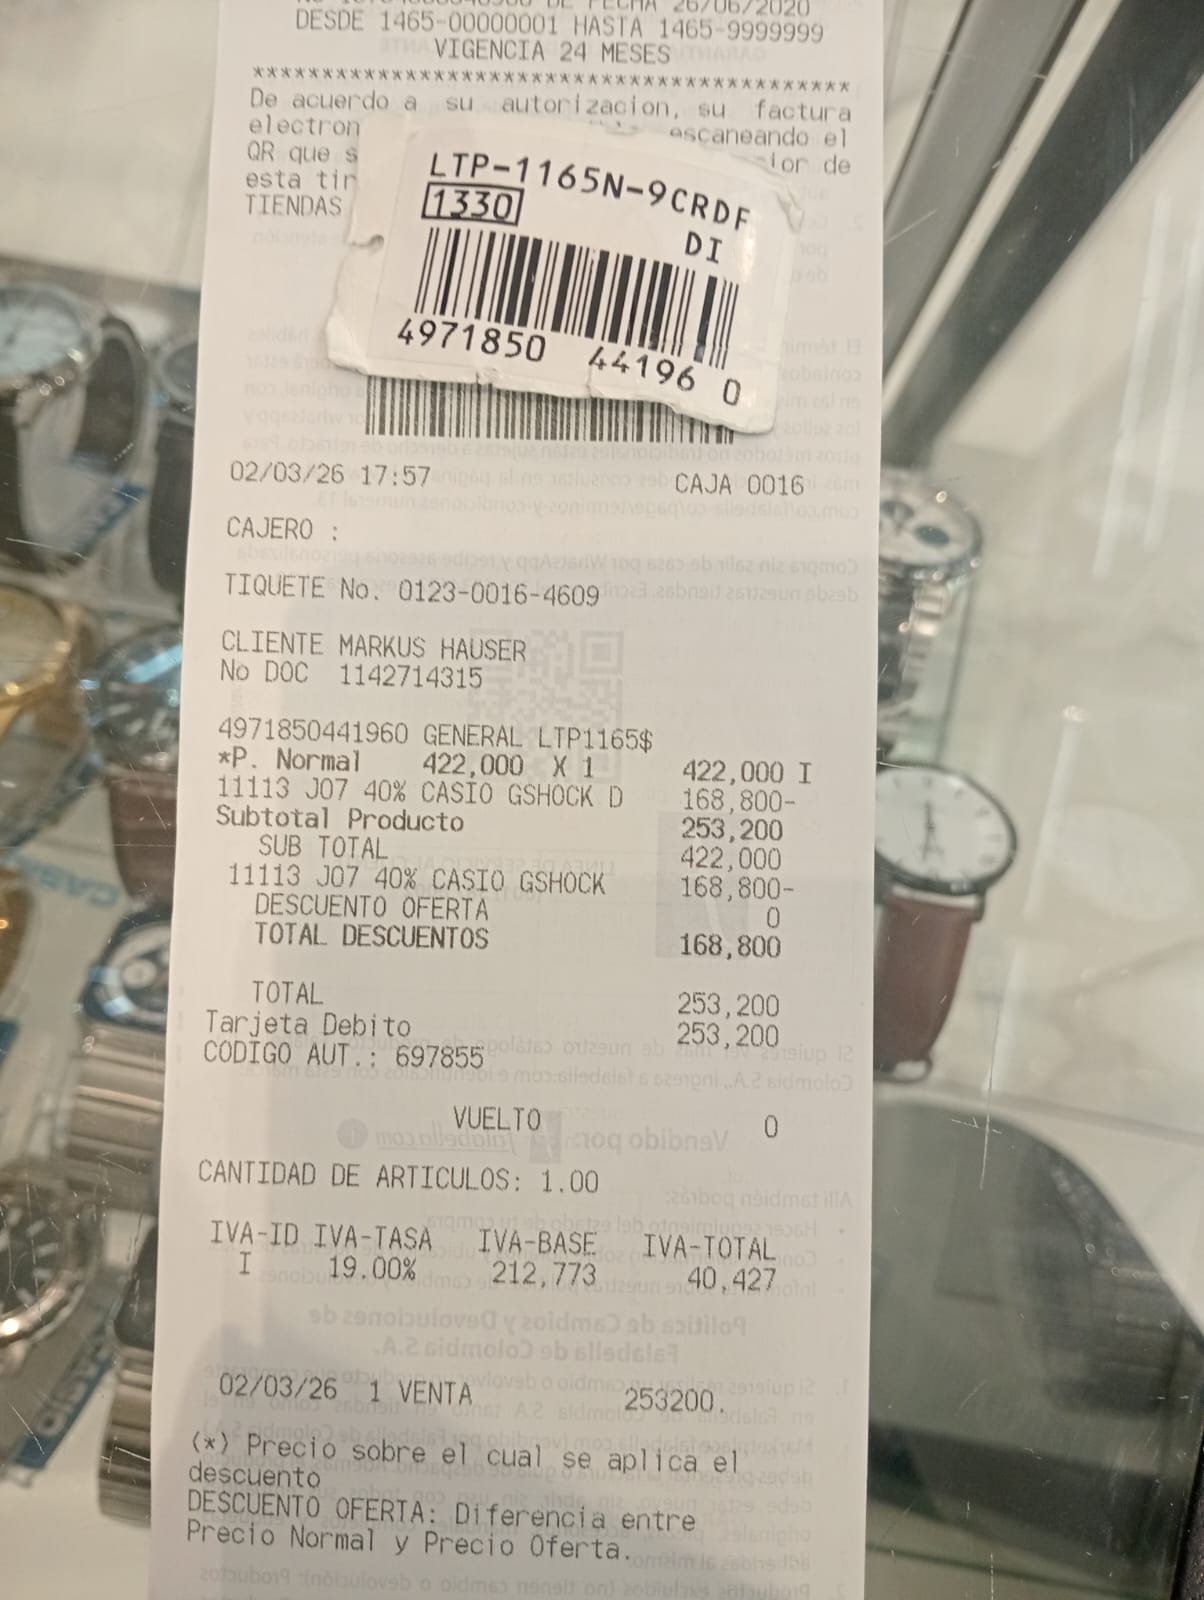 DE FECHA 26/06/2020
DESDE 1465-00000001 HASTA 1465-9999999
VIGENCIA 24 MESES
*******************************************
De acuerdo a su autorizacion, su factura
electron escaneando el
QR que s de
esta tir
TIENDAS
LTP-1165N-9CRDF
1330
DI
4971850 44196 0
02/03/26 17:57 CAJA 0016
CAJERO :
TIQUETE No. 0123-0016-4609
CLIENTE MARKUS HAUSER
No DOC 1142714315
4971850441960 GENERAL LTP1165$
*P. Normal 422,000 X 1 422,000 I
11113 J07 40% CASIO GSHOCK D 168,800-
Subtotal Producto 253,200
SUB TOTAL 422,000
11113 J07 40% CASIO GSHOCK 168,800-
DESCUENTO OFERTA 0
TOTAL DESCUENTOS 168,800
TOTAL 253,200
Tarjeta Debito 253,200
CODIGO AUT.: 697855
VUELTO 0
CANTIDAD DE ARTICULOS: 1.00
IVA-ID IVA-TASA IVA-BASE IVA-TOTAL
I 19.00% 212,773 40,427
02/03/26 1 VENTA 253200.
(*) Precio sobre el cual se aplica el
descuento
DESCUENTO OFERTA: Diferencia entre
Precio Normal y Precio Oferta.